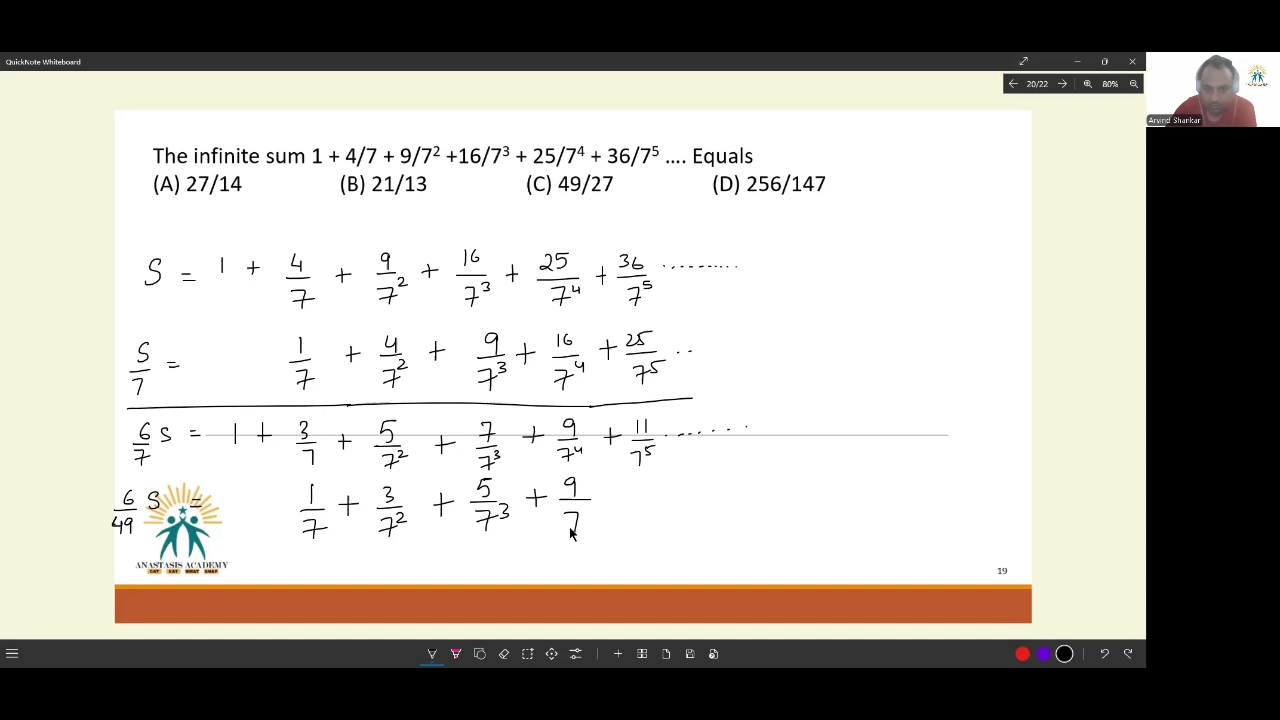 QuickNote Whiteboard
20/22 80%
Arvind Shankar
The infinite sum 1 + 4/7 + 9/7² +16/7³ + 25/7⁴ + 36/7⁵ .... Equals
(A) 27/14 (B) 21/13 (C) 49/27 (D) 256/147
S = 1 + 4/7 + 9/7² + 16/7³ + 25/7⁴ + 36/7⁵ .........
S/7 = 1/7 + 4/7² + 9/7³ + 16/7⁴ + 25/7⁵ ..
6/7 S = 1 + 3/7 + 5/7² + 7/7³ + 9/7⁴ + 11/7⁵ ........
6/49 S = 1/7 + 3/7² + 5/7³ + 9/7
ANASTASIS ACADEMY
19